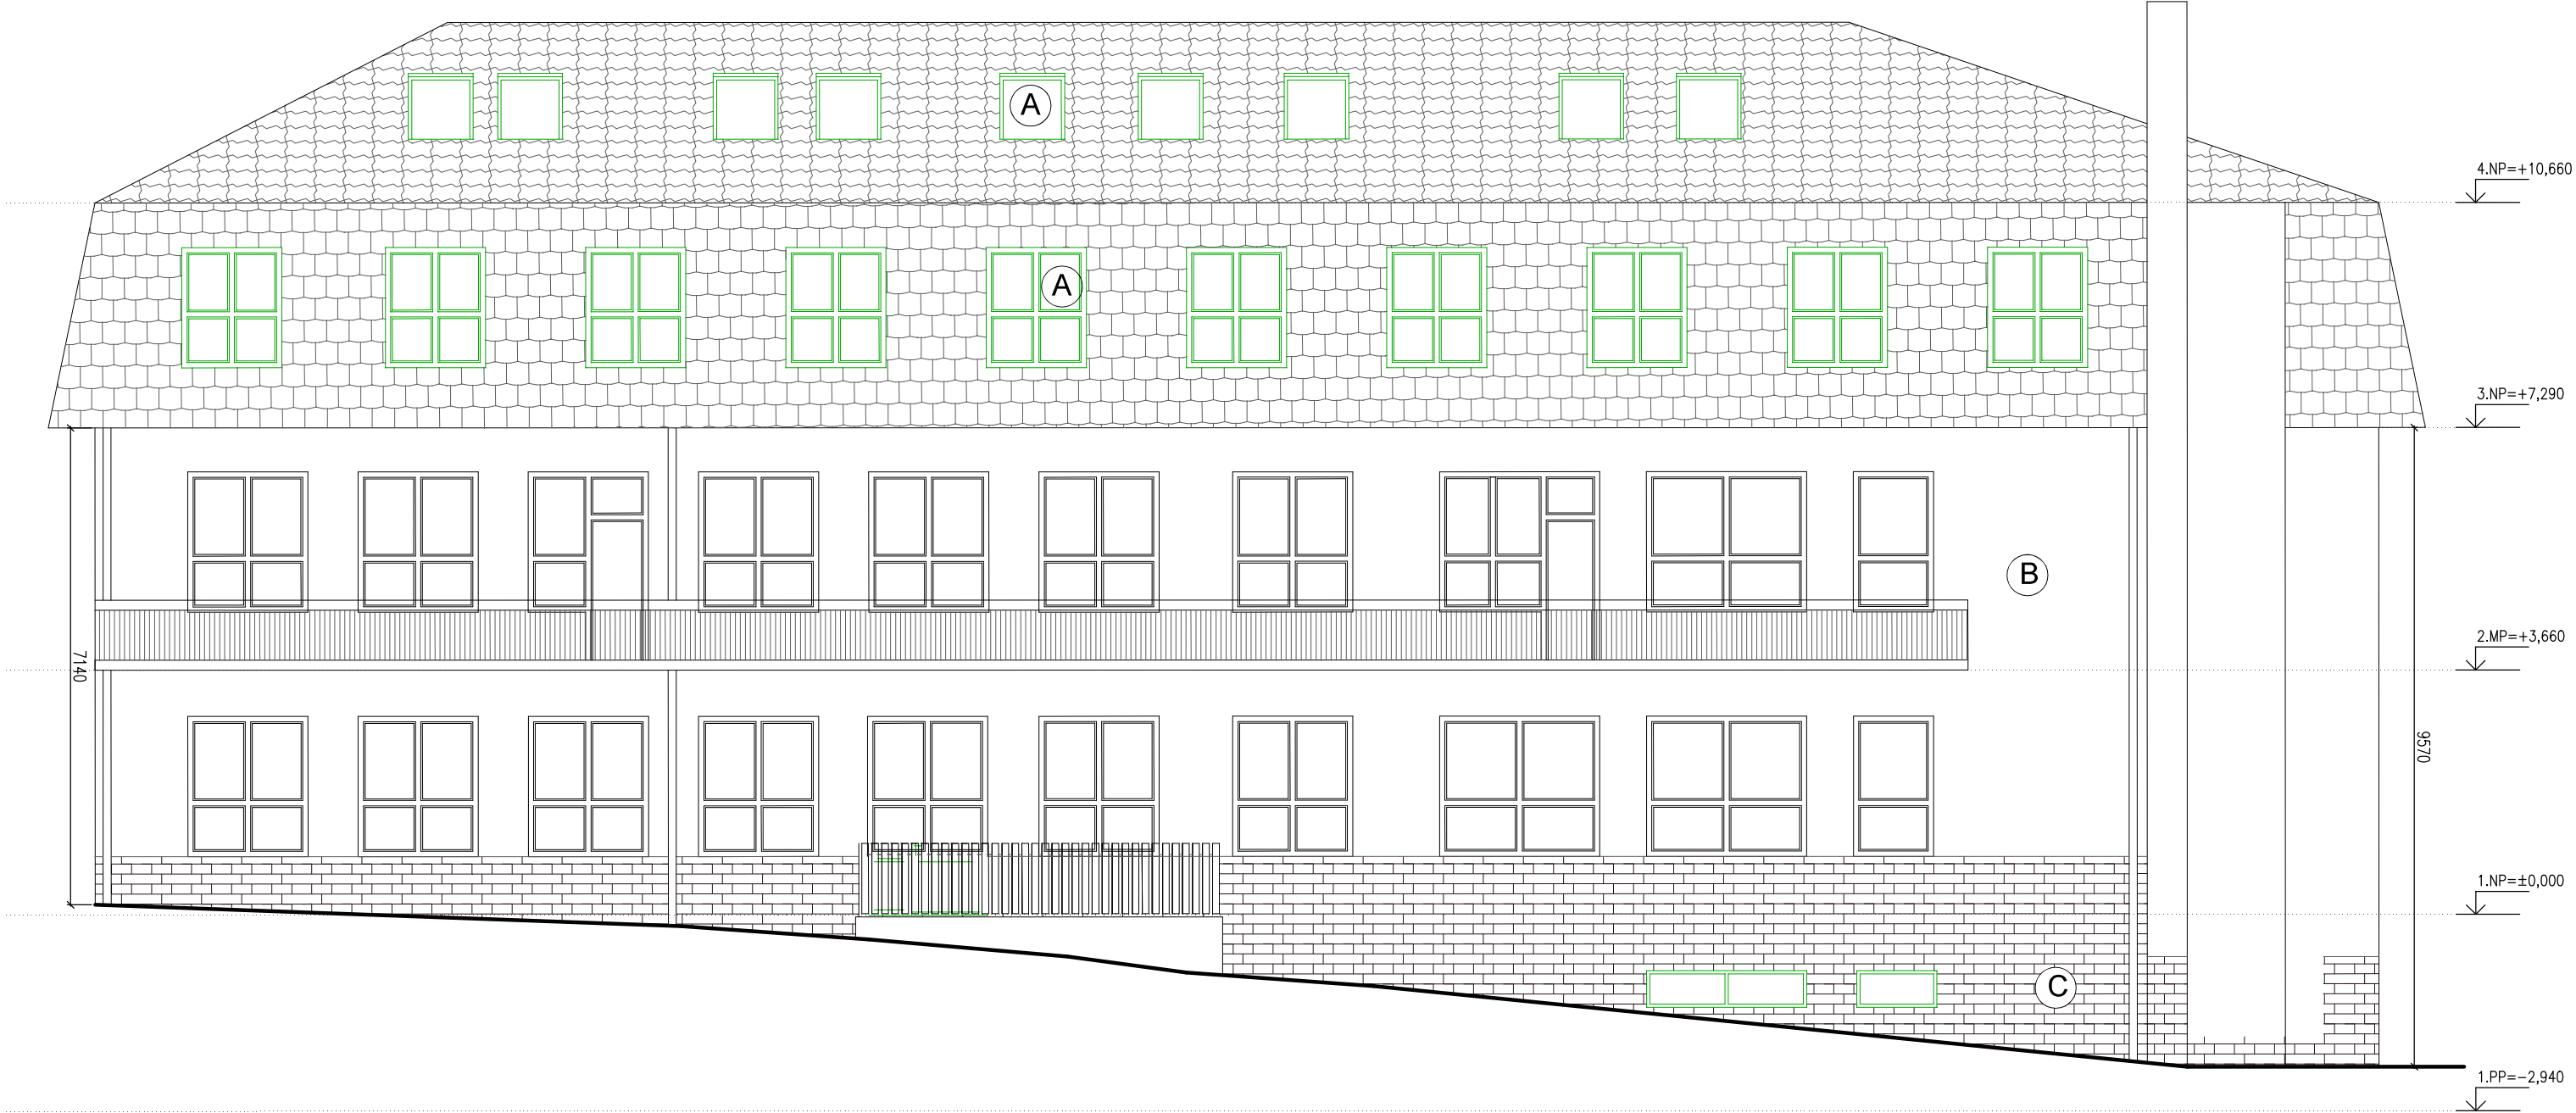 A
4.NP=+10,660
A
3.NP=+7,290
B
2.MP=+3,660
7140
9570
1.NP=±0,000
C
1.PP=−2,940